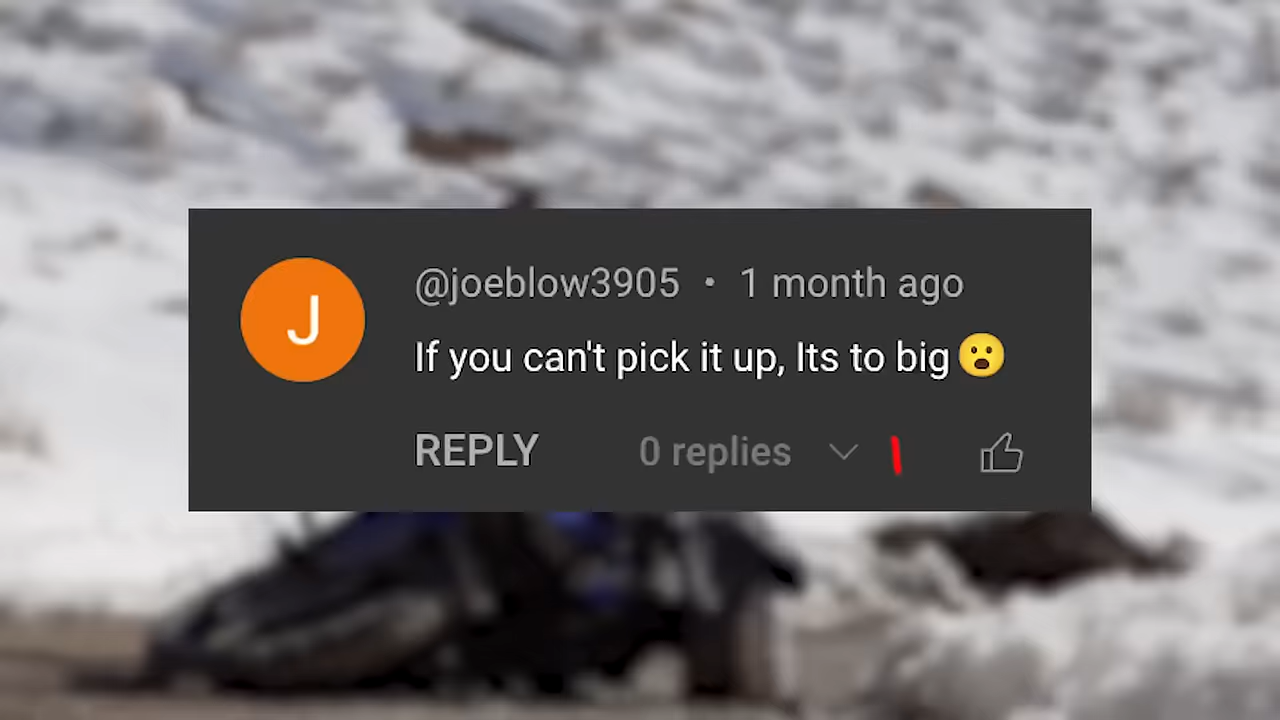 J
@joeblow3905 • 1 month ago
If you can't pick it up, Its to big😮
REPLY 0 replies